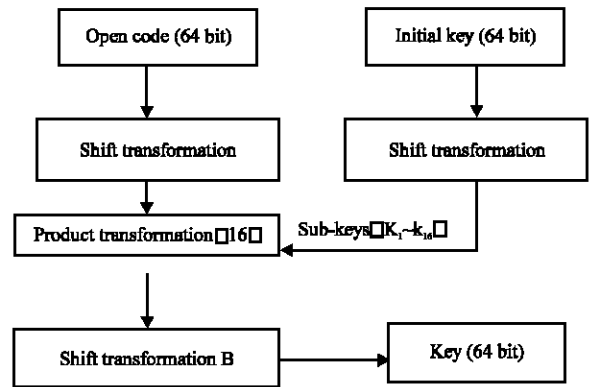 Open code (64 bit)
Initial key (64 bit)
Shift transformation
Shift transformation
Product transformation□16□
Sub-keys□K₁~k₁₆□
Shift transformation B
Key (64 bit)